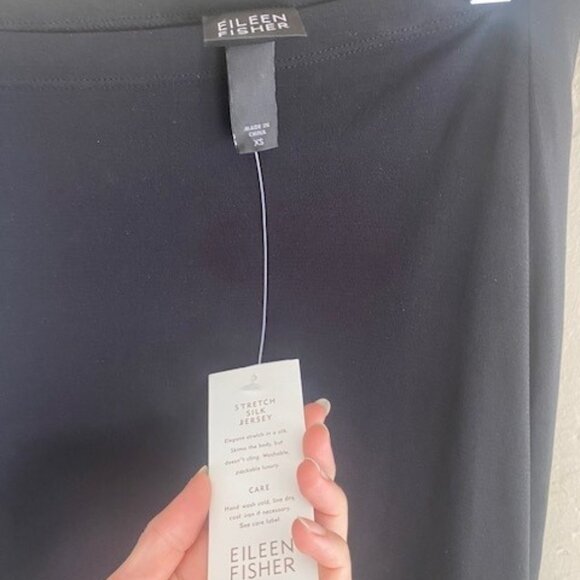 EILEEN
FISHER
MADE IN
CHINA
XS
STRETCH
SILK
JERSEY
Elegant stretch in a silk.
Skims the body, but
doesn't cling. Washable,
packable luxury.
CARE
Hand wash cold, line dry,
cool iron if necessary.
See care label.
EILEEN
FISHER